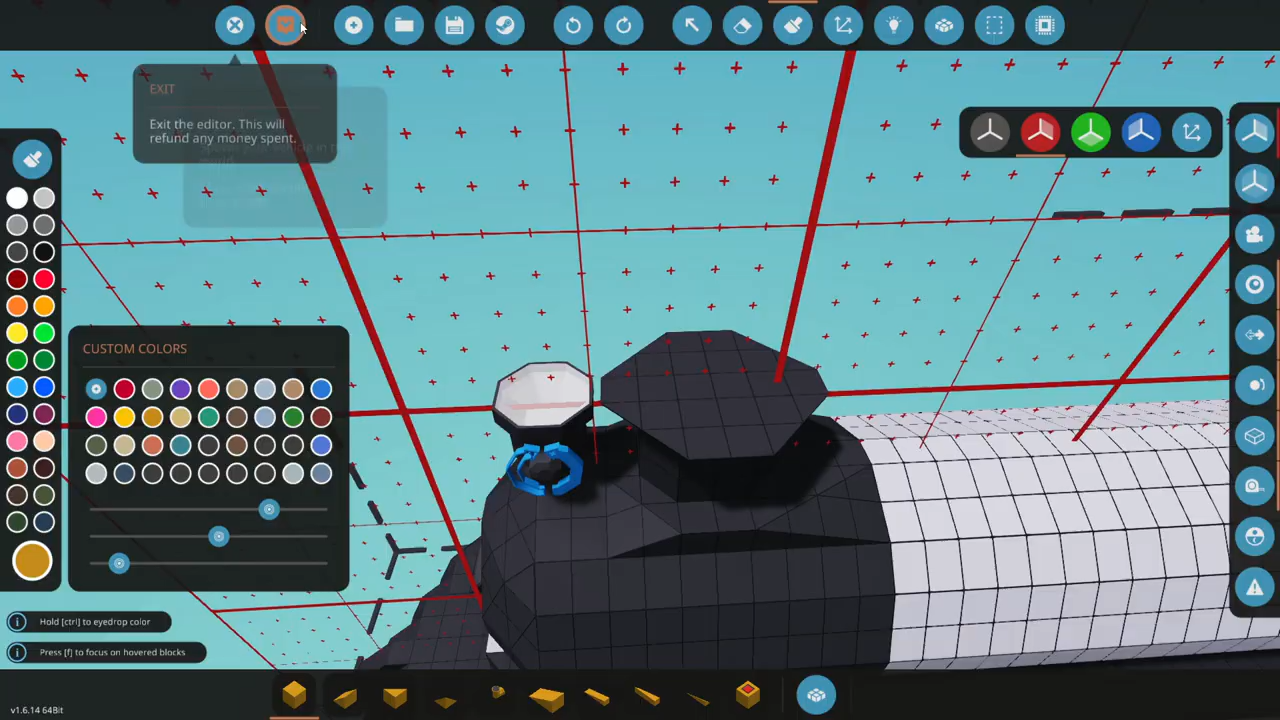 EXIT
Exit the editor. This will
refund any money spent.
CUSTOM COLORS
Hold [ctrl] to eyedrop color
Press [f] to focus on hovered blocks
v1.6.14 64Bit